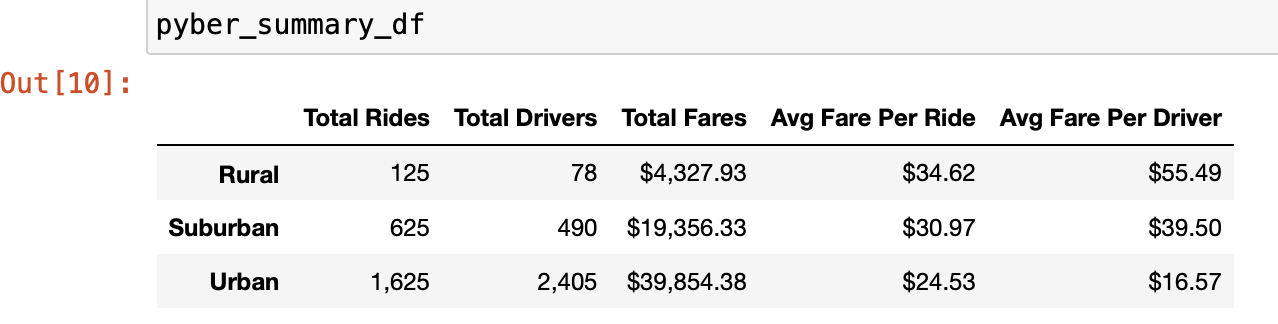 pyber_summary_df
Out[10]:
Total Rides Total Drivers Total Fares Avg Fare Per Ride Avg Fare Per Driver
Rural 125 78 $4,327.93 $34.62 $55.49
Suburban 625 490 $19,356.33 $30.97 $39.50
Urban 1,625 2,405 $39,854.38 $24.53 $16.57